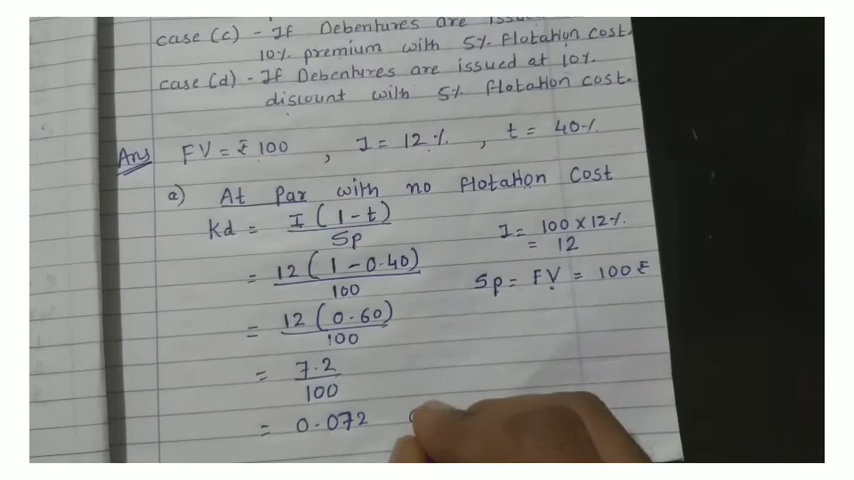 case (c) - If Debentures are issu
10% premium with 5% flotation cost.
case (d) - If Debentures are issued at 10%
discount with 5% flotation cost.
Ans FV = ₹ 100 , I = 12 % , t = 40%
a) At Par with no flotation cost
Kd = I ( 1 - t ) / Sp I = 100 × 12%
= 12
= 12 ( 1 - 0.40) / 100 Sp = FV = 100 ₹
= 12 ( 0.60) / 100
= 7.2 / 100
= 0.072